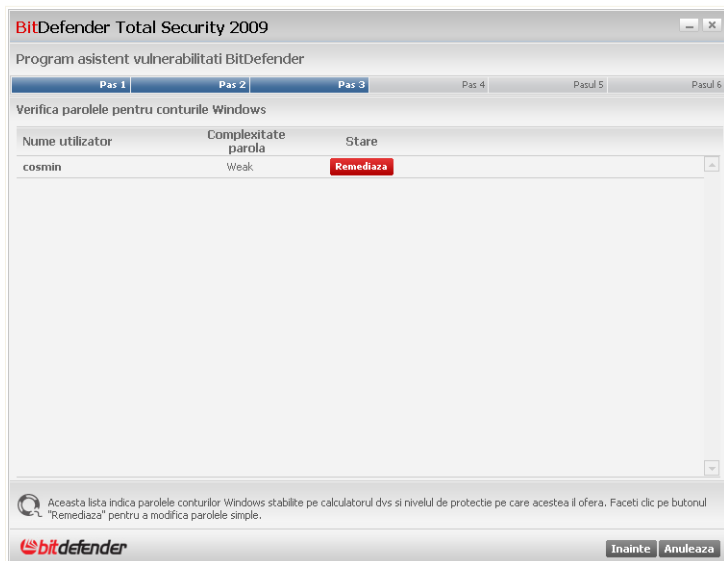 BitDefender Total Security 2009
Program asistent vulnerabilitati BitDefender
Pas 1 Pas 2 Pas 3 Pas 4 Pasul 5 Pasul 6
Verifica parolele pentru conturile Windows
Nume utilizator Complexitate parola Stare
cosmin Weak Remediaza
Aceasta lista indica parolele conturilor Windows stabilite pe calculatorul dvs si nivelul de protectie pe care acestea il ofera. Faceti clic pe butonul
"Remediaza" pentru a modifica parolele simple.
bitdefender Inainte Anuleaza